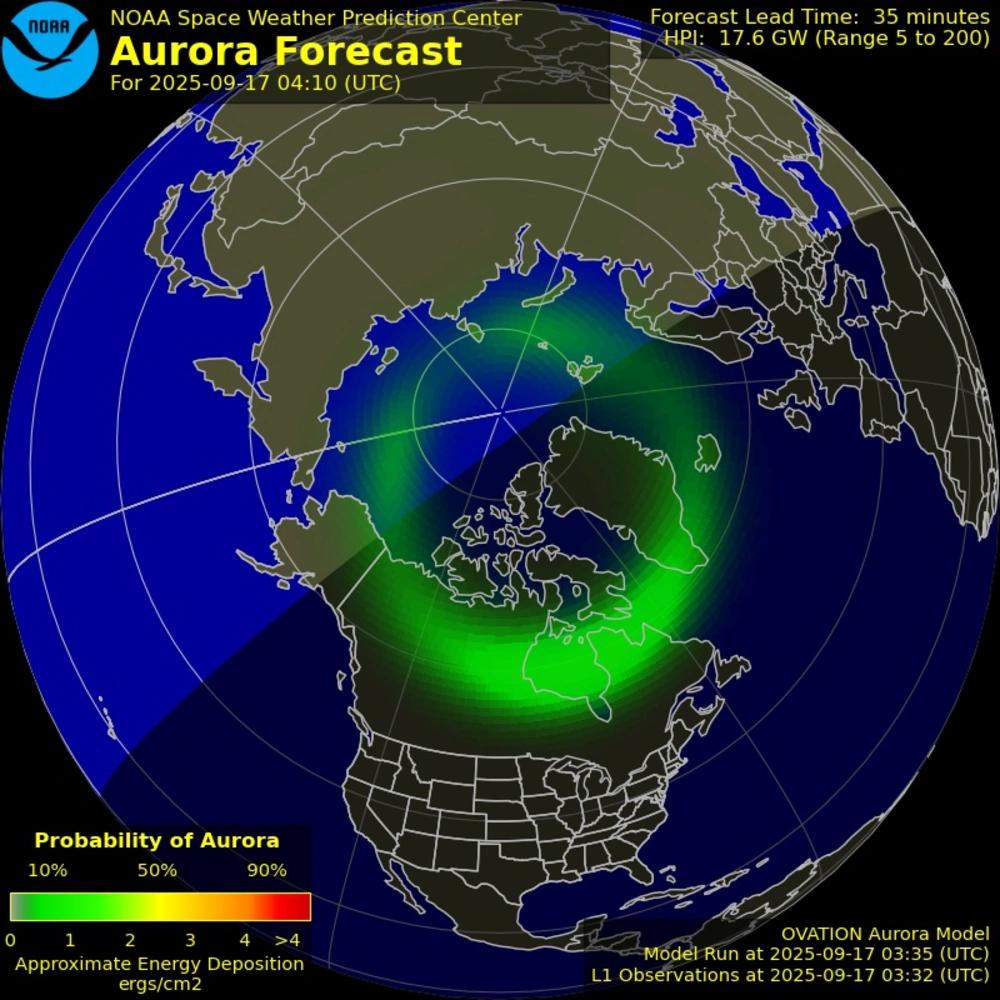 NOAA
NOAA Space Weather Prediction Center
Aurora Forecast
For 2025-09-17 04:10 (UTC)
Forecast Lead Time: 35 minutes
HPI: 17.6 GW (Range 5 to 200)
Probability of Aurora
10% 50% 90%
0 1 2 3 4 >4
Approximate Energy Deposition
ergs/cm2
OVATION Aurora Model
Model Run at 2025-09-17 03:35 (UTC)
L1 Observations at 2025-09-17 03:32 (UTC)